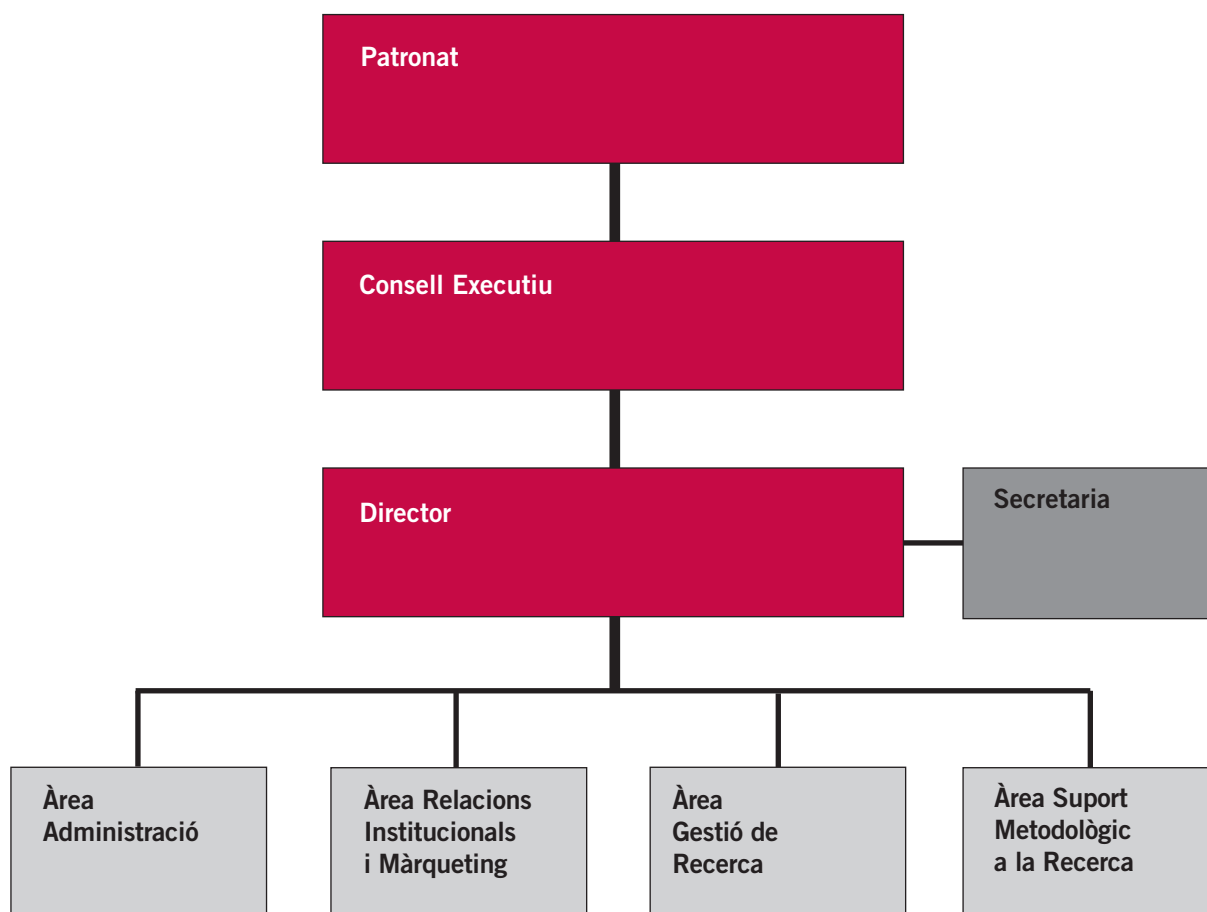 Patronat
Consell Executiu
Director
Secretaria
Àrea
Administració
Àrea Relacions
Institucionals
i Màrqueting
Àrea
Gestió de
Recerca
Àrea Suport
Metodològic
a la Recerca